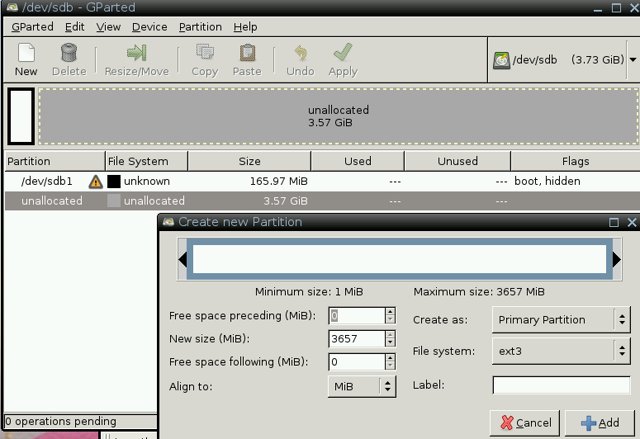 /dev/sdb - GParted
GParted Edit View Device Partition Help
New Delete Resize/Move Copy Paste Undo Apply /dev/sdb (3.73 GiB)
unallocated
3.57 GiB
Partition File System Size Used Unused Flags
/dev/sdb1 unknown 165.97 MiB --- --- boot, hidden
unallocated unallocated 3.57 GiB --- ---
Create new Partition
Minimum size: 1 MiB Maximum size: 3657 MiB
Free space preceding (MiB): 0 Create as: Primary Partition
New size (MiB): 3657
Free space following (MiB): 0 File system: ext3
Align to: MiB Label:
Cancel Add
0 operations pending